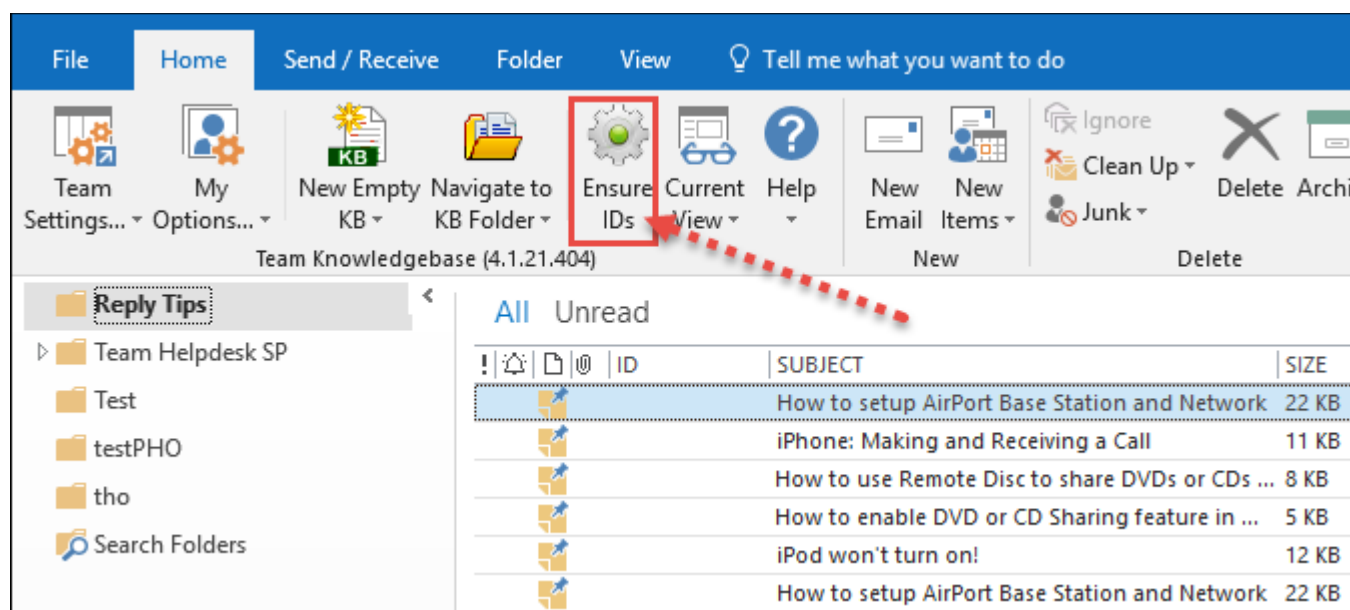 File Home Send / Receive Folder View Tell me what you want to do
Ignore
KB
Clean Up
Team My New Empty Navigate to Ensure Current Help New New Delete Archi
Settings... Options... KB KB Folder IDs View Email Items Junk
Team Knowledgebase (4.1.21.404) New Delete
Reply Tips
Team Helpdesk SP
Test
testPHO
tho
Search Folders
All Unread
! ID SUBJECT SIZE
How to setup AirPort Base Station and Network 22 KB
iPhone: Making and Receiving a Call 11 KB
How to use Remote Disc to share DVDs or CDs ... 8 KB
How to enable DVD or CD Sharing feature in ... 5 KB
iPod won't turn on! 12 KB
How to setup AirPort Base Station and Network 22 KB